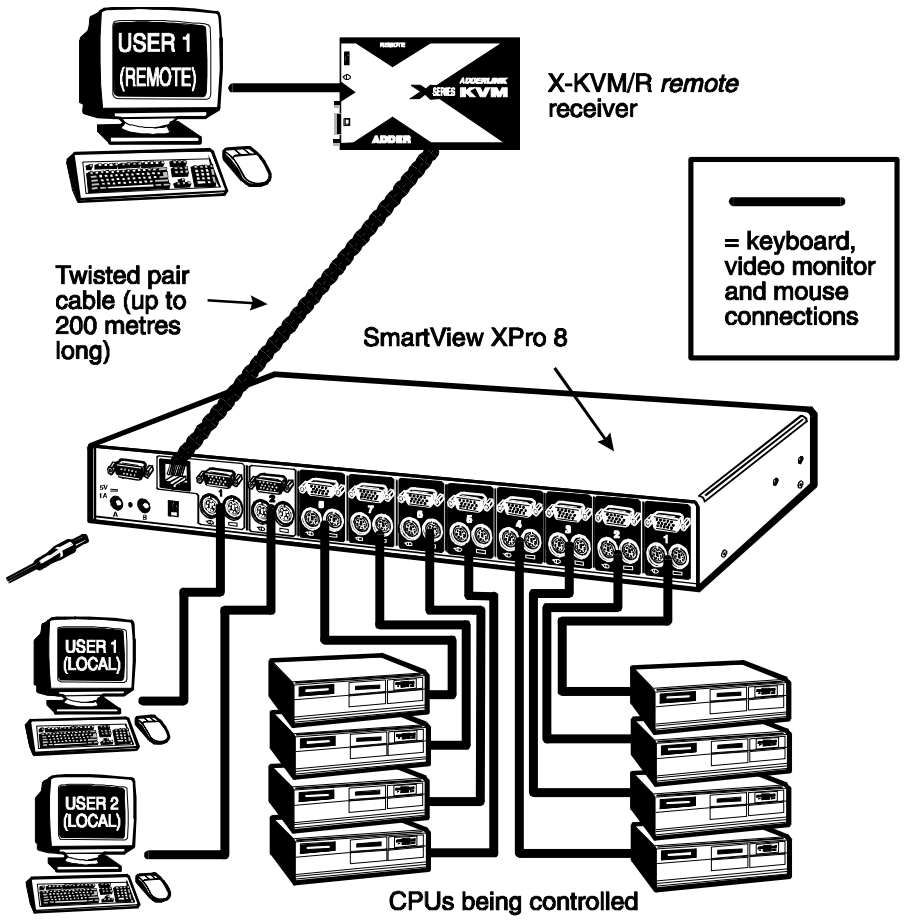 USER 1
(REMOTE)
REMOTE
X SERIES
ADDERLINK
KVM
ADDER
X-KVM/R remote
receiver
= keyboard,
video monitor
and mouse
connections
Twisted pair
cable (up to
200 metres
long)
SmartView XPro 8
5V
1A
A
B
1
2
8
7
6
5
4
3
2
1
USER 1
(LOCAL)
USER 2
(LOCAL)
CPUs being controlled